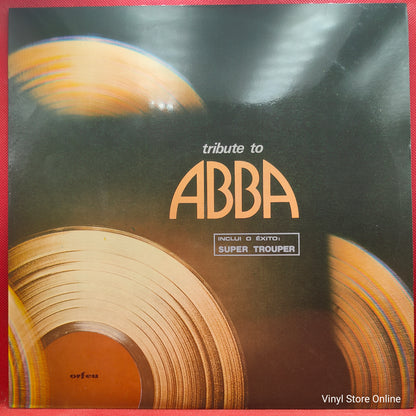 tribute to
ABBA
INCLUI O ÊXITO:
SUPER TROUPER
orfeu
Vinyl Store Online